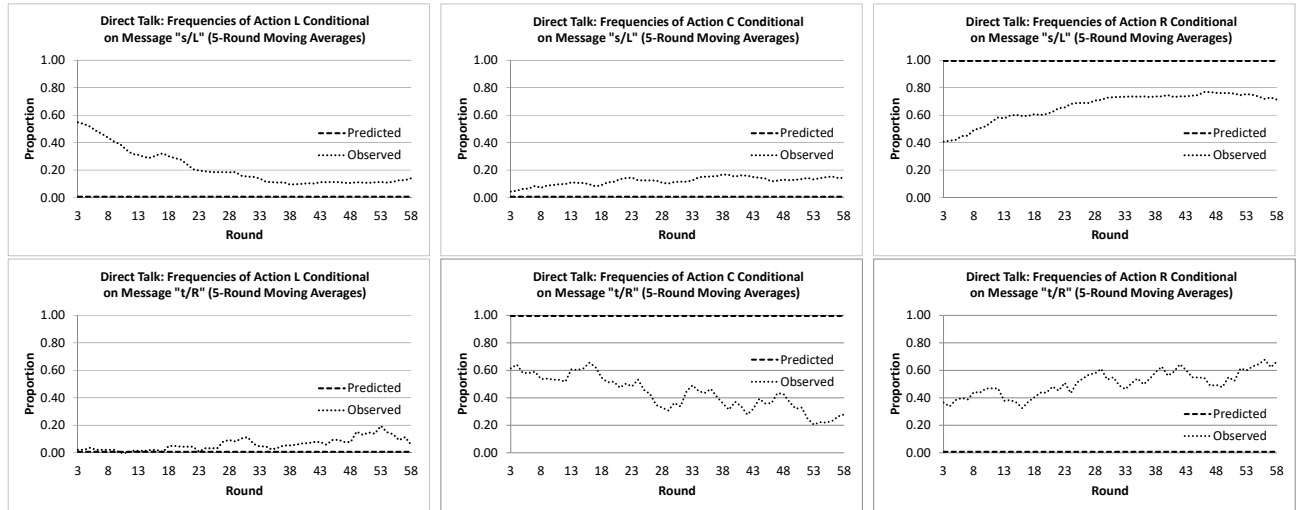 Direct Talk: Frequencies of Action L Conditional
on Message "s/L" (5-Round Moving Averages)
1.00
0.80
0.60
0.40
0.20
0.00
Proportion
Predicted
Observed
3 8 13 18 23 28 33 38 43 48 53 58
Round
Direct Talk: Frequencies of Action C Conditional
on Message "s/L" (5-Round Moving Averages)
1.00
0.80
0.60
0.40
0.20
0.00
Proportion
Predicted
Observed
3 8 13 18 23 28 33 38 43 48 53 58
Round
Direct Talk: Frequencies of Action R Conditional
on Message "s/L" (5-Round Moving Averages)
1.00
0.80
0.60
0.40
0.20
0.00
Proportion
Predicted
Observed
3 8 13 18 23 28 33 38 43 48 53 58
Round
Direct Talk: Frequencies of Action L Conditional
on Message "t/R" (5-Round Moving Averages)
1.00
0.80
0.60
0.40
0.20
0.00
Proportion
Predicted
Observed
3 8 13 18 23 28 33 38 43 48 53 58
Round
Direct Talk: Frequencies of Action C Conditional
on Message "t/R" (5-Round Moving Averages)
1.00
0.80
0.60
0.40
0.20
0.00
Proportion
Predicted
Observed
3 8 13 18 23 28 33 38 43 48 53 58
Round
Direct Talk: Frequencies of Action R Conditional
on Message "t/R" (5-Round Moving Averages)
1.00
0.80
0.60
0.40
0.20
0.00
Proportion
Predicted
Observed
3 8 13 18 23 28 33 38 43 48 53 58
Round